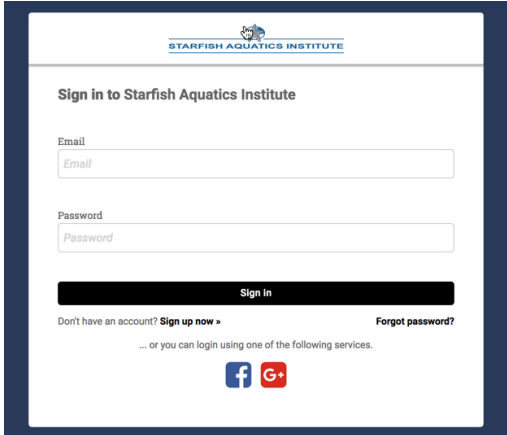 STARFISH AQUATICS INSTITUTE
Sign in to Starfish Aquatics Institute
Email
Email
Password
Password
Sign in
Don't have an account? Sign up now » Forgot password?
... or you can login using one of the following services.
f G+